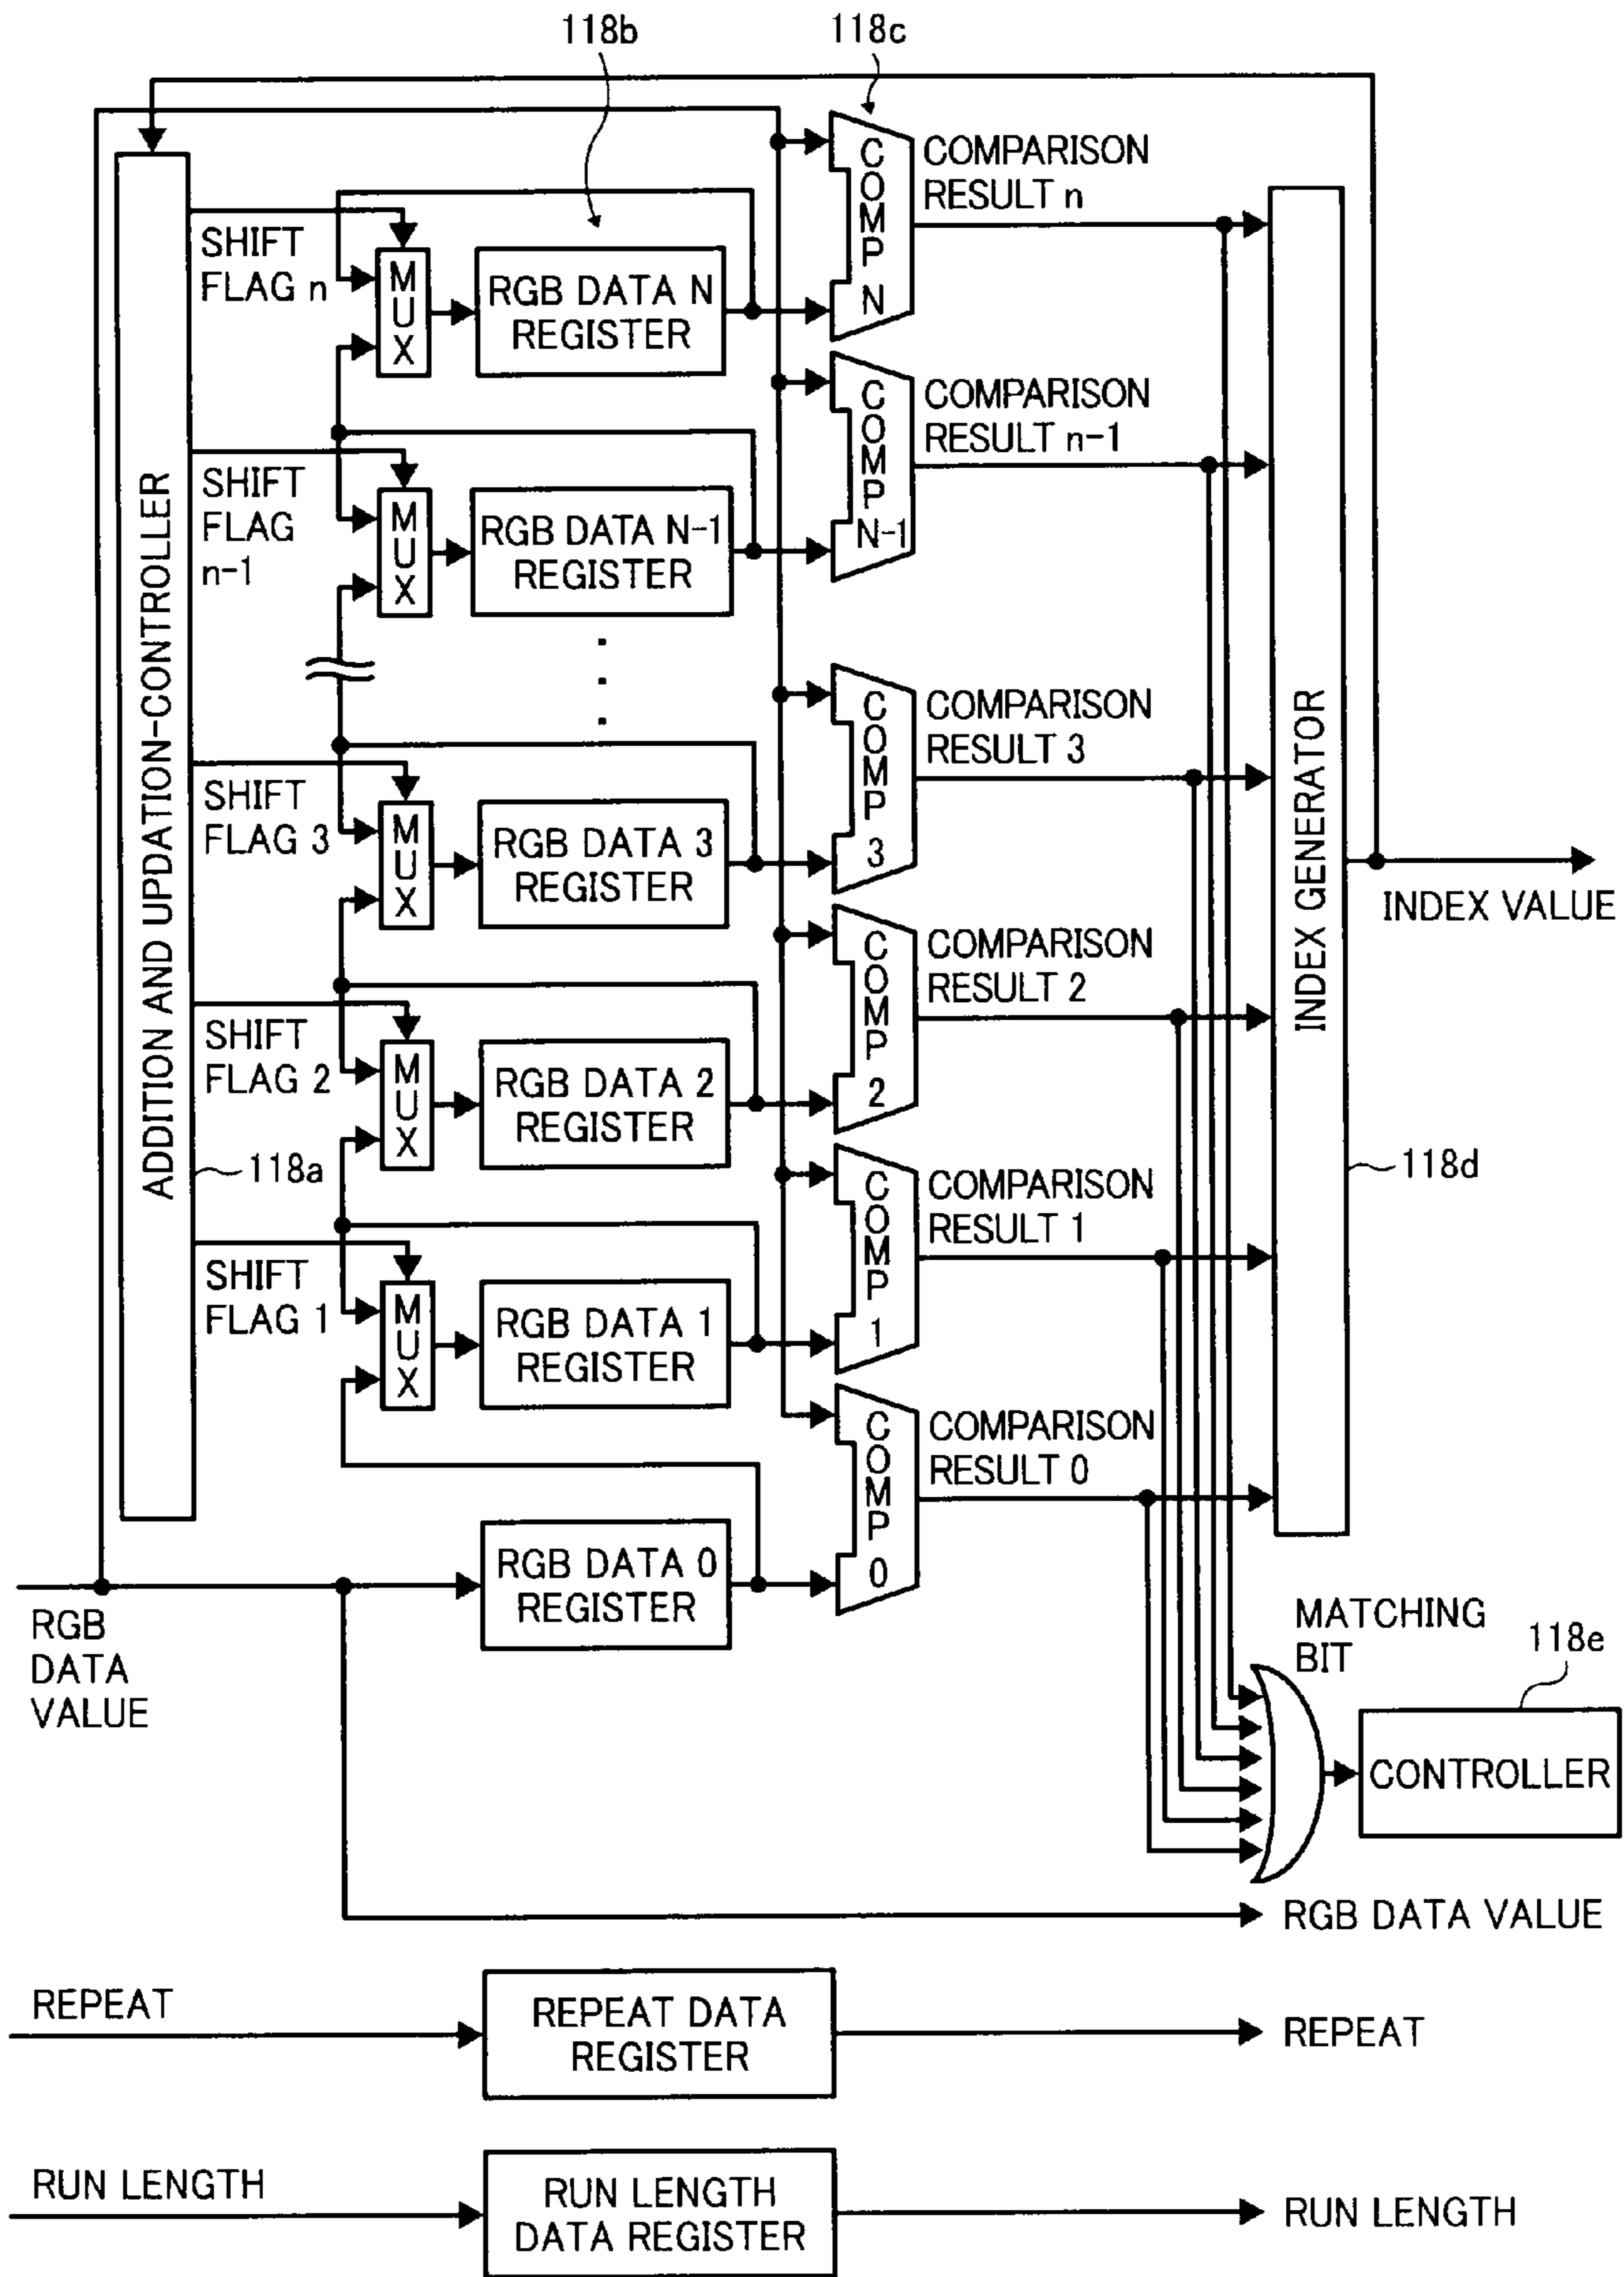 118b
118c
ADDITION AND UPDATION-CONTROLLER
118a
SHIFT
FLAG n
MUX
RGB DATA N
REGISTER
COMP N
COMPARISON
RESULT n
SHIFT
FLAG
n-1
MUX
RGB DATA N-1
REGISTER
COMP N-1
COMPARISON
RESULT n-1
SHIFT
FLAG 3
MUX
RGB DATA 3
REGISTER
COMP 3
COMPARISON
RESULT 3
SHIFT
FLAG 2
MUX
RGB DATA 2
REGISTER
COMP 2
COMPARISON
RESULT 2
SHIFT
FLAG 1
MUX
RGB DATA 1
REGISTER
COMP 1
COMPARISON
RESULT 1
RGB DATA 0
REGISTER
COMP 0
COMPARISON
RESULT 0
INDEX GENERATOR
118d
INDEX VALUE
RGB
DATA
VALUE
MATCHING
BIT
118e
CONTROLLER
RGB DATA VALUE
REPEAT
REPEAT DATA
REGISTER
REPEAT
RUN LENGTH
RUN LENGTH
DATA REGISTER
RUN LENGTH